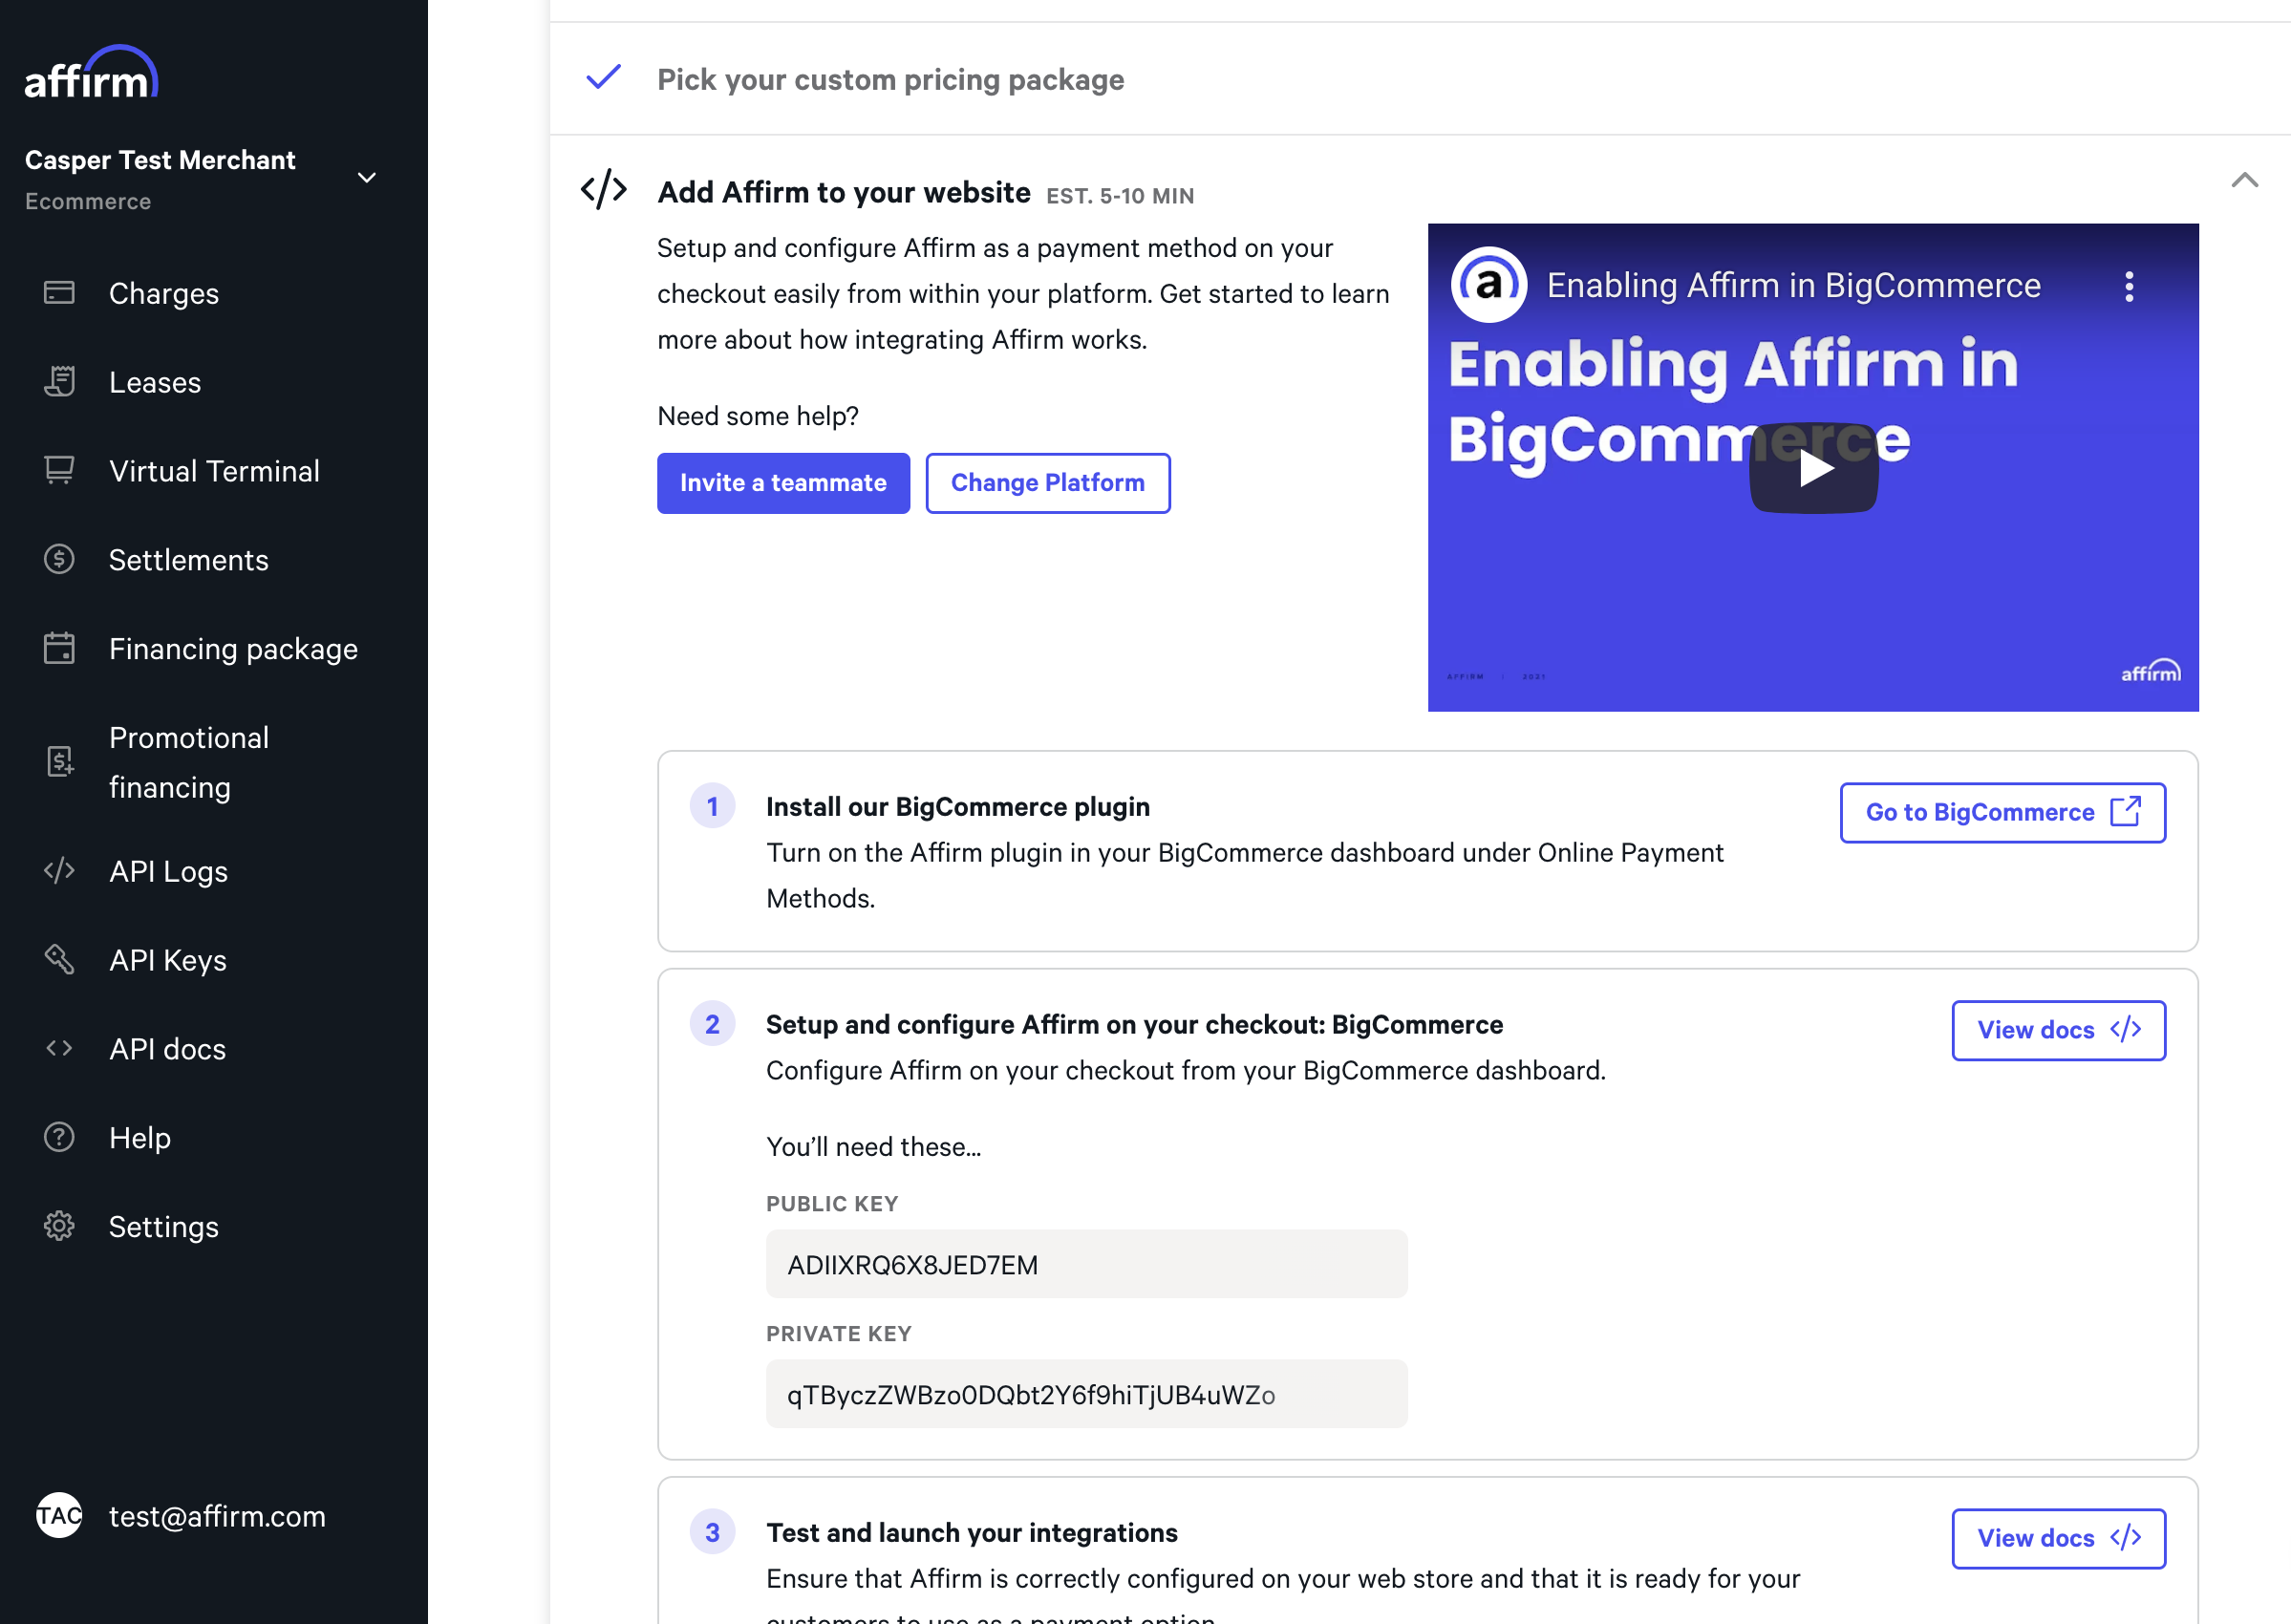 affirm
Casper Test Merchant
Ecommerce
Charges
Leases
Virtual Terminal
Settlements
Financing package
Promotional
financing
API Logs
API Keys
API docs
Help
Settings
TAC
test@affirm.com
Pick your custom pricing package
Add Affirm to your website EST. 5-10 MIN
Setup and configure Affirm as a payment method on your
checkout easily from within your platform. Get started to learn
more about how integrating Affirm works.
Need some help?
Invite a teammate
Change Platform
a
Enabling Affirm in BigCommerce
Enabling Affirm in
BigCommerce
AFFIRM | 2021
affirm
1
Install our BigCommerce plugin
Turn on the Affirm plugin in your BigCommerce dashboard under Online Payment
Methods.
Go to BigCommerce
2
Setup and configure Affirm on your checkout: BigCommerce
Configure Affirm on your checkout from your BigCommerce dashboard.
View docs </>
You’ll need these...
PUBLIC KEY
ADIIXRQ6X8JED7EM
PRIVATE KEY
qTByczZWBzo0DQbt2Y6f9hiTjUB4uWZo
3
Test and launch your integrations
Ensure that Affirm is correctly configured on your web store and that it is ready for your
customers to use as a payment option
View docs </>